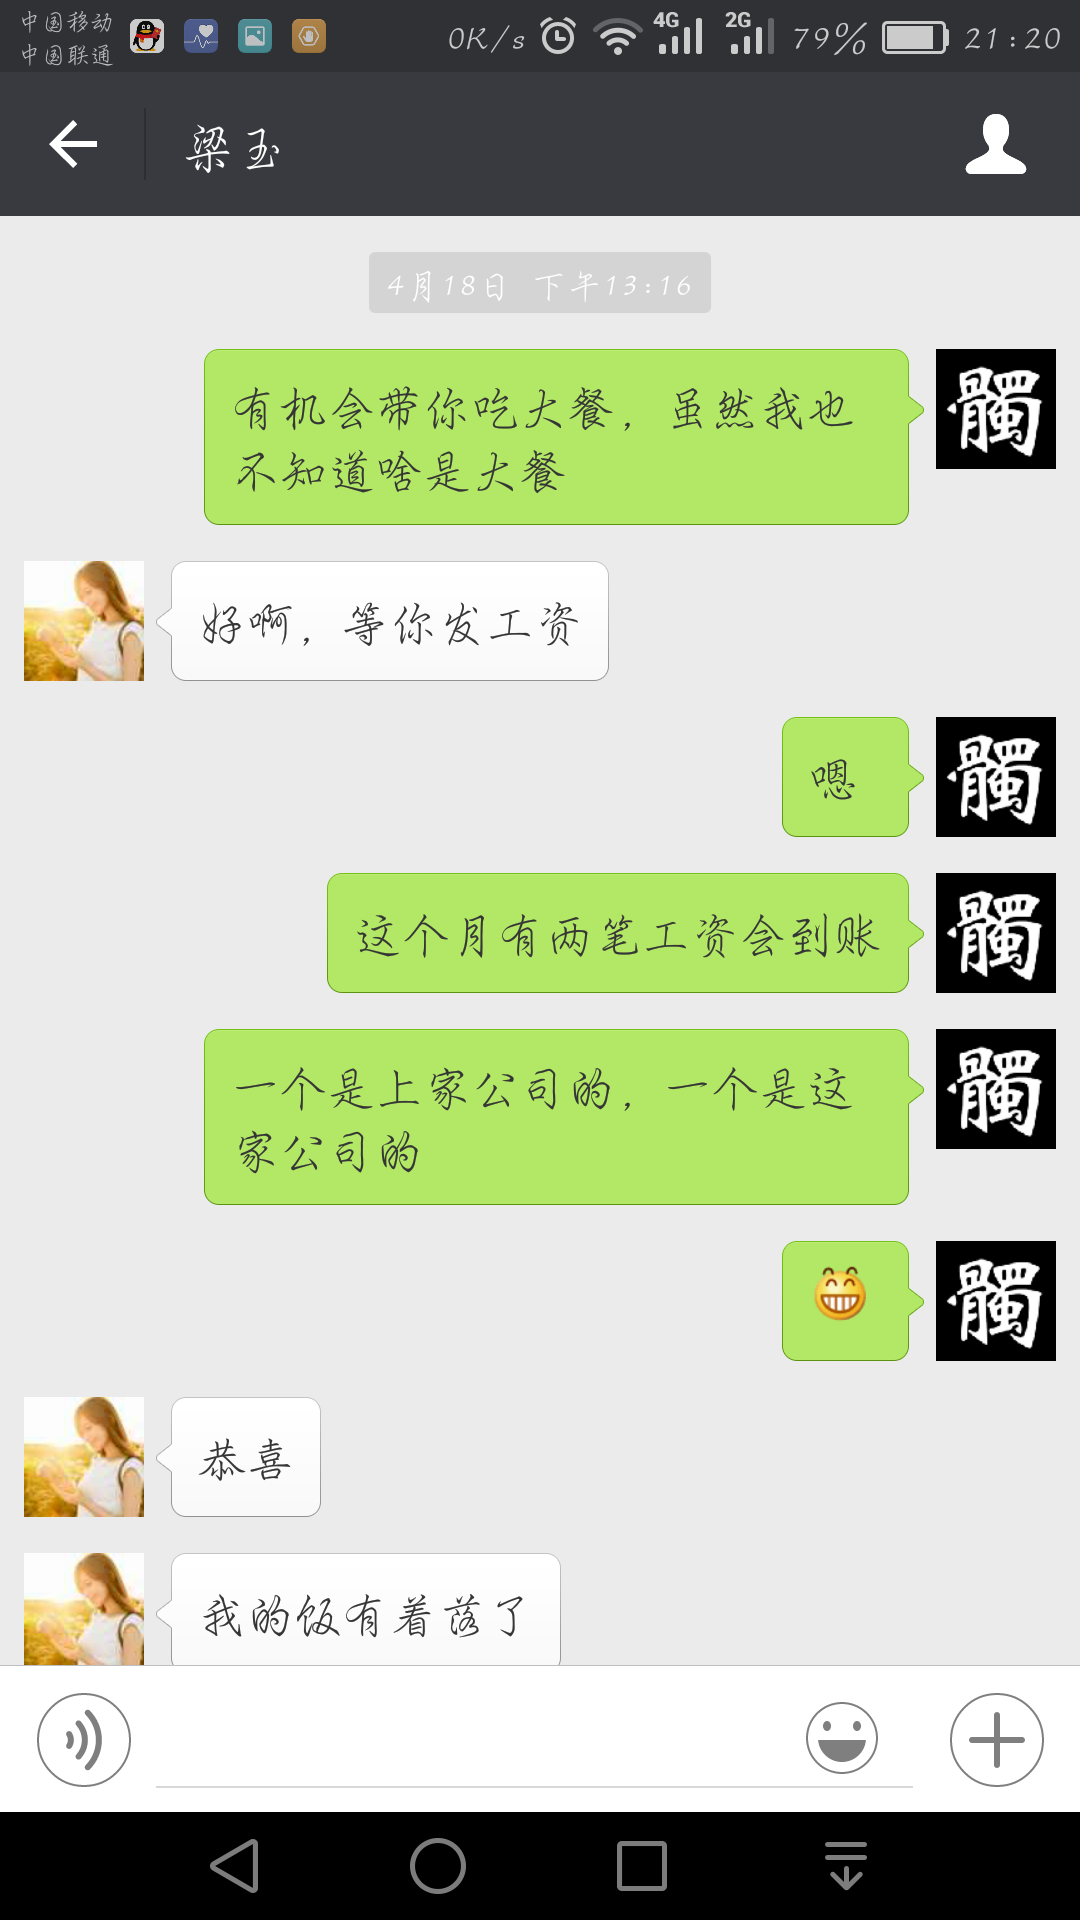 中国移动
中国联通
0K/s
4G
2G
79%
21:20
梁玉
4月18日 下午13:16
有机会带你吃大餐，虽然我也
不知道啥是大餐
髑
好啊，等你发工资
嗯
髑
这个月有两笔工资会到账
髑
一个是上家公司的，一个是这
家公司的
髑
髑
恭喜
我的饭有着落了